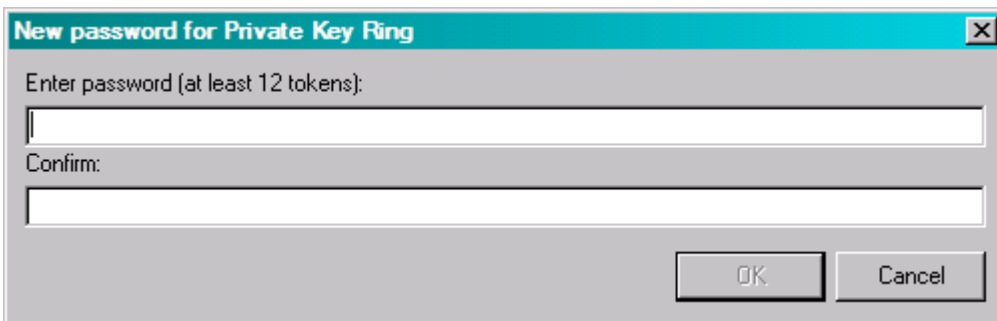 New password for Private Key Ring
Enter password (at least 12 tokens):
Confirm:
OK
Cancel